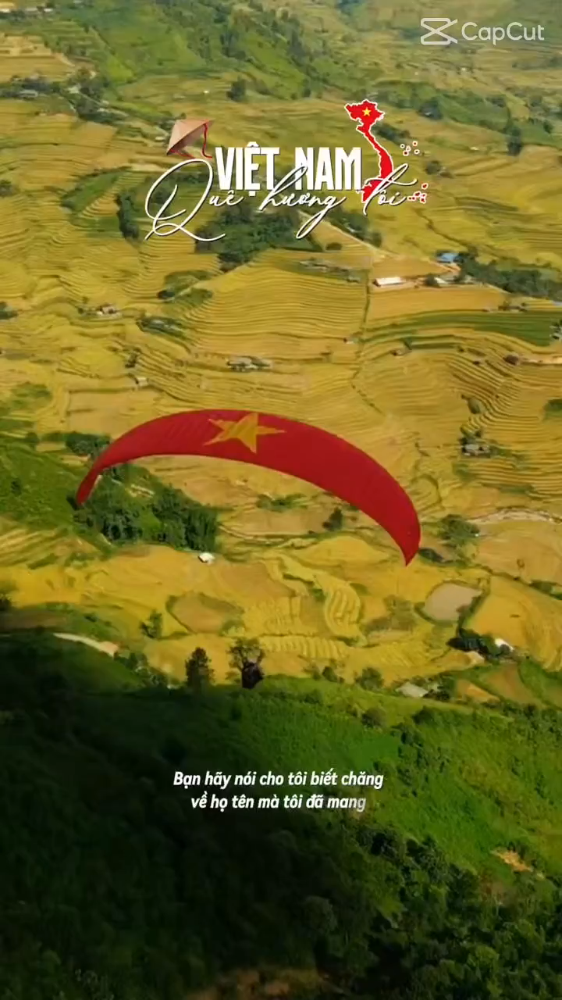 CapCut
VIỆT NAM
Quê hương tôi
Bạn hãy nói cho tôi biết chăng
về họ tên mà tôi đã mang